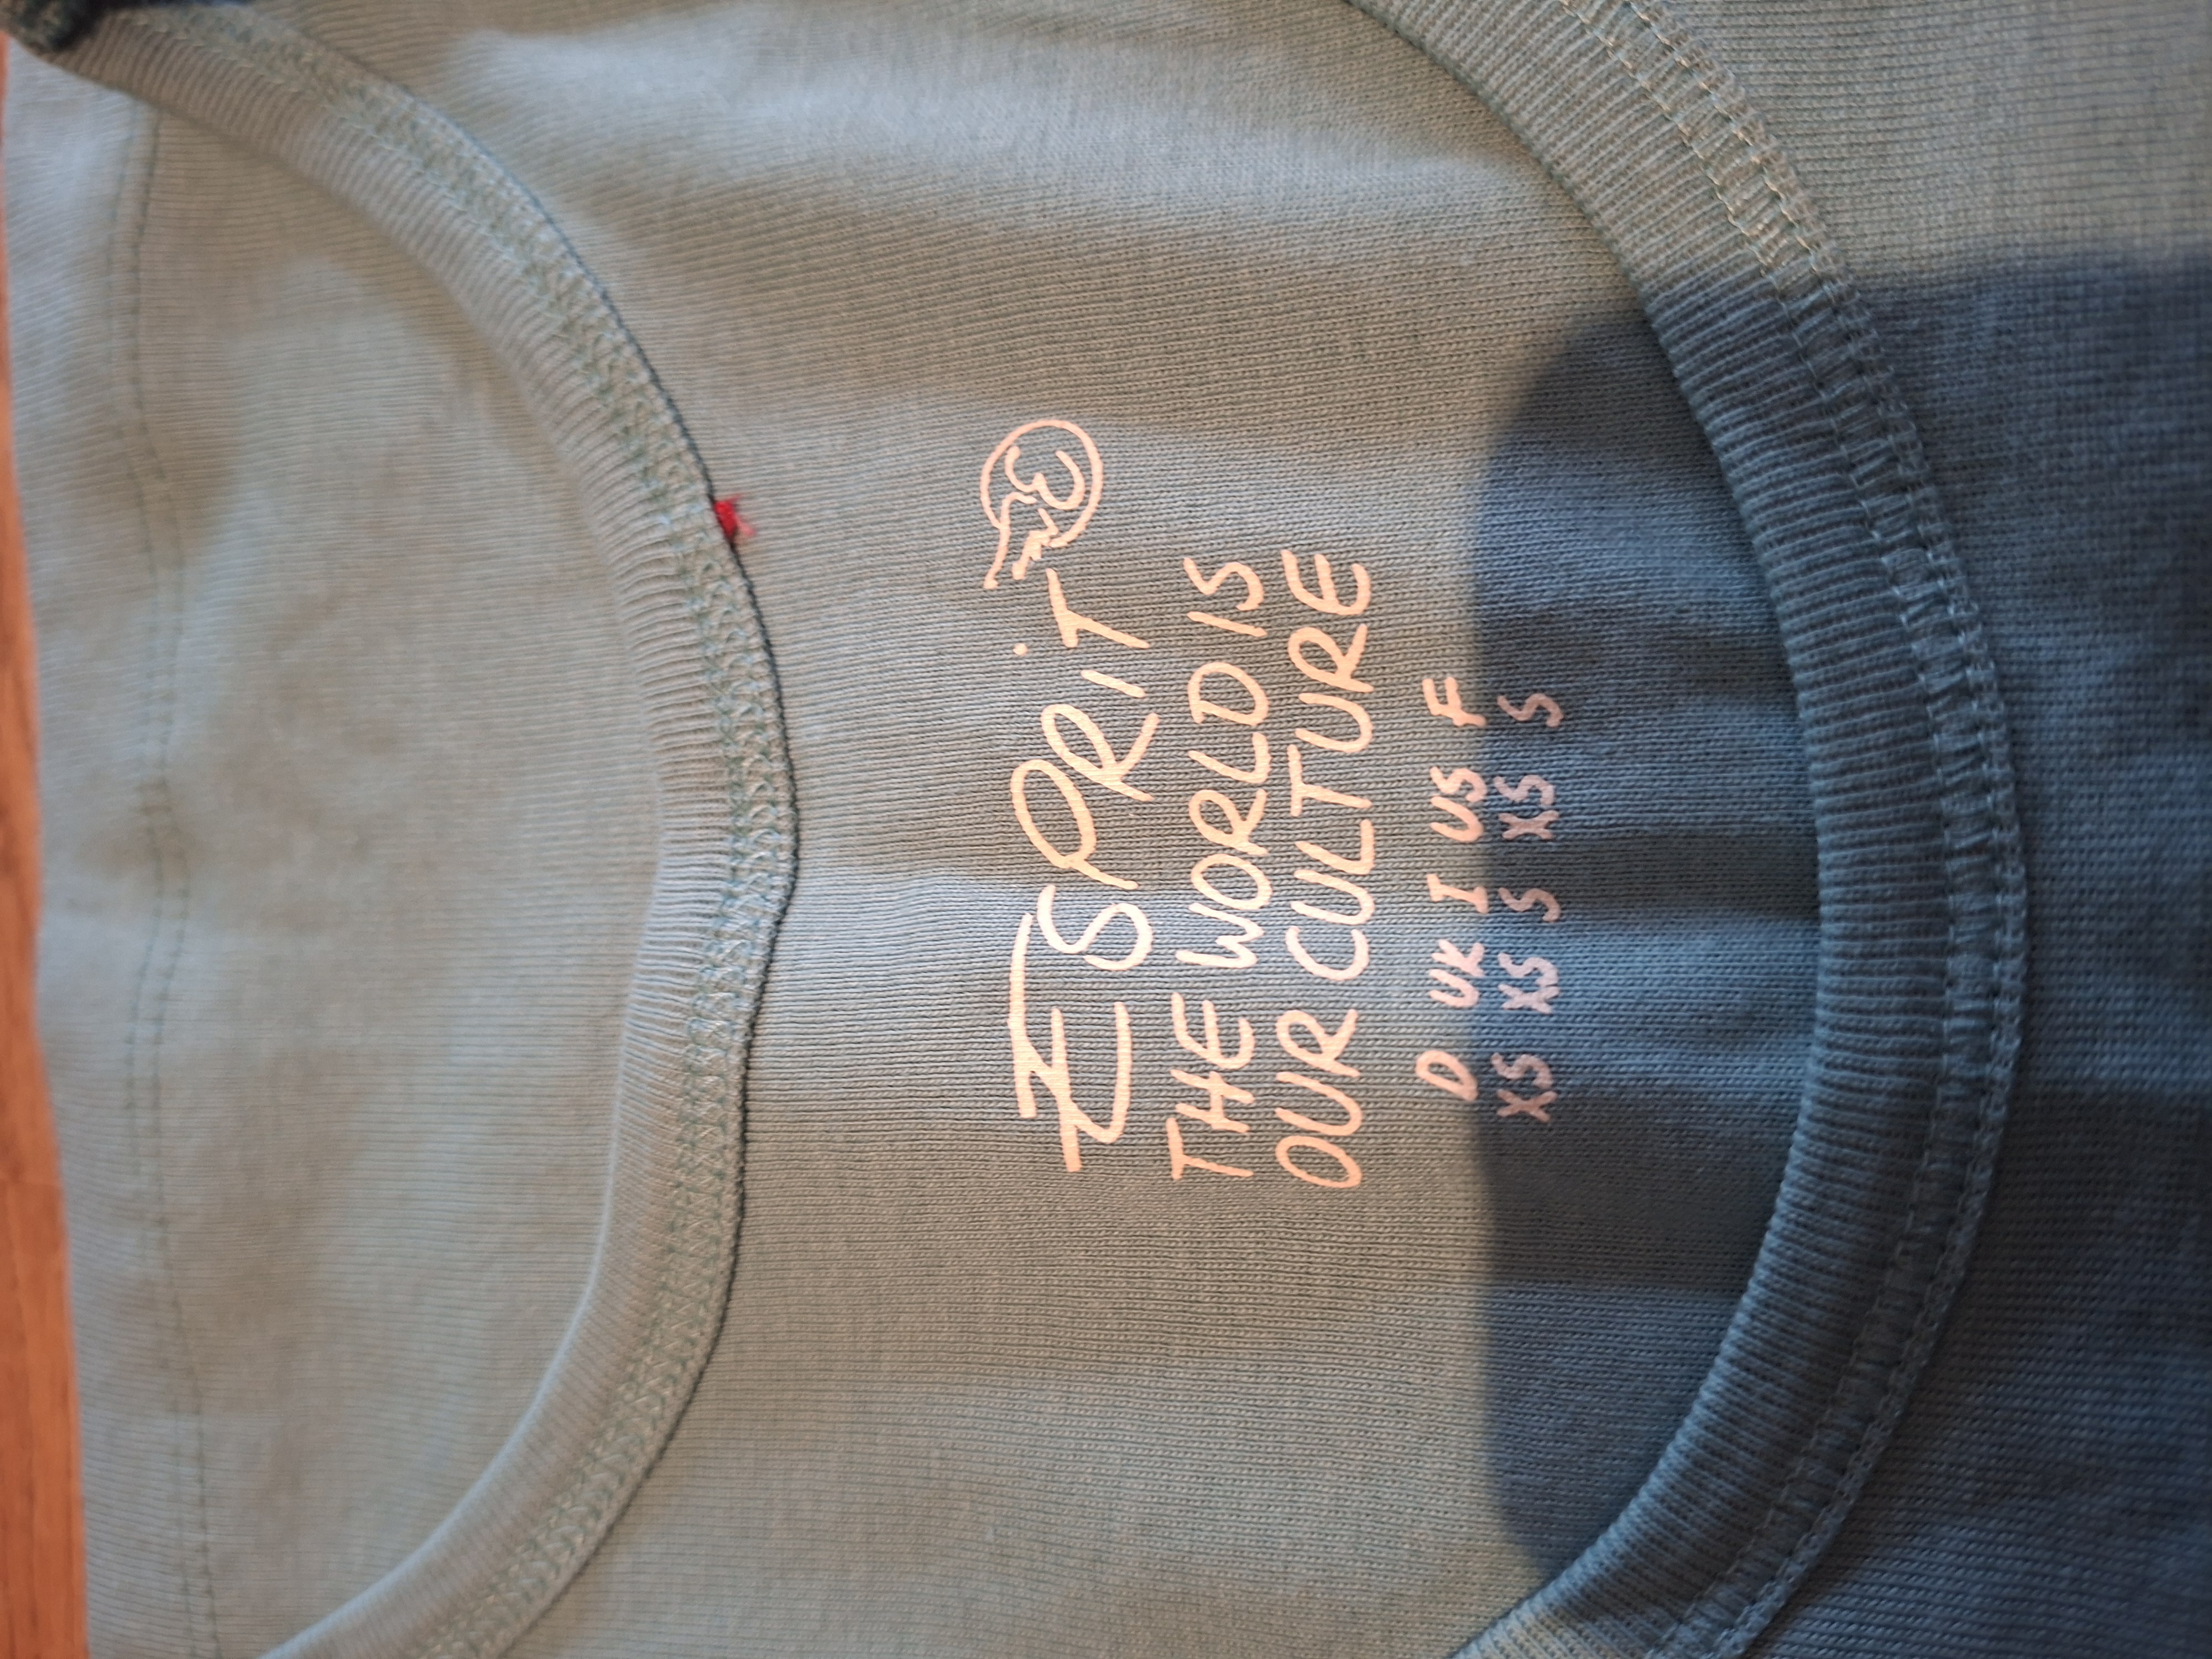 ESPRiT E
THE WORLD IS
OUR CULTURE
D UK I US F
XS XS S XS S